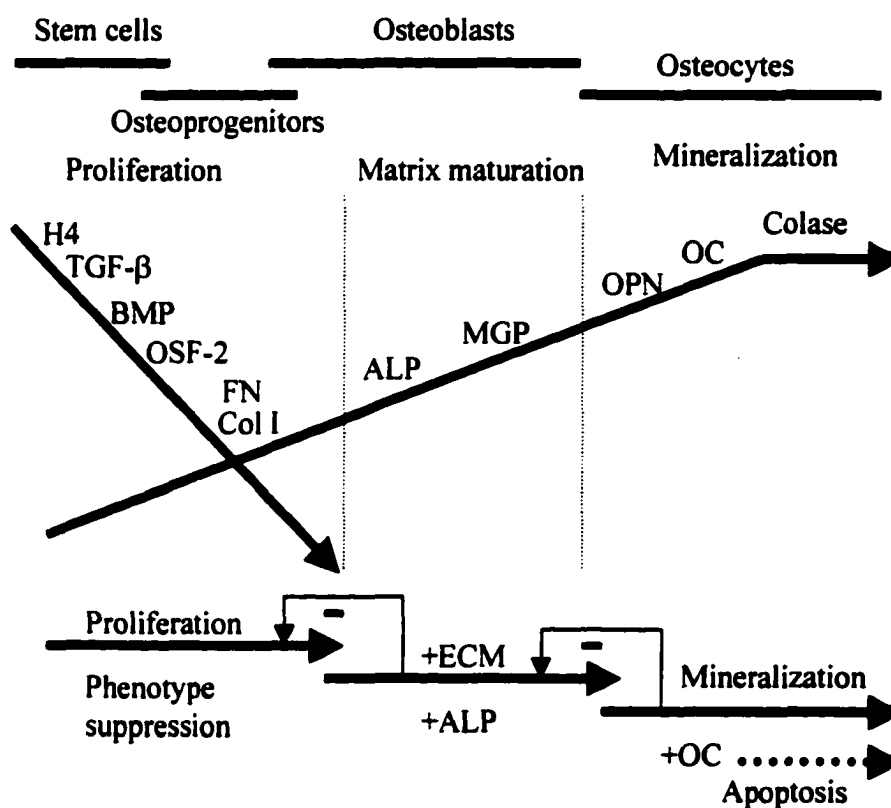 Stem cells
Osteoblasts
Osteocytes
Osteoprogenitors
Proliferation
Matrix maturation
Mineralization
H4
TGF-β
BMP
OSF-2
FN
Col I
ALP
MGP
OPN
OC
Colase
Proliferation
-
+ECM
-
Mineralization
Phenotype
suppression
+ALP
+OC
Apoptosis